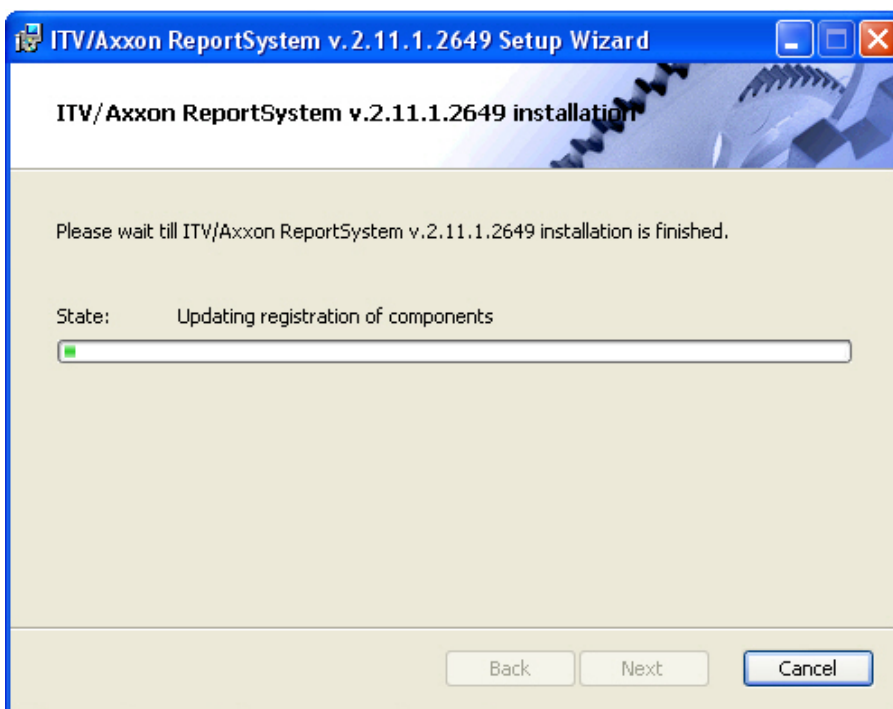 ITV/Axxon ReportSystem v.2.11.1.2649 Setup Wizard
ITV/Axxon ReportSystem v.2.11.1.2649 installation
Please wait till ITV/Axxon ReportSystem v.2.11.1.2649 installation is finished.
State: Updating registration of components
Back Next Cancel